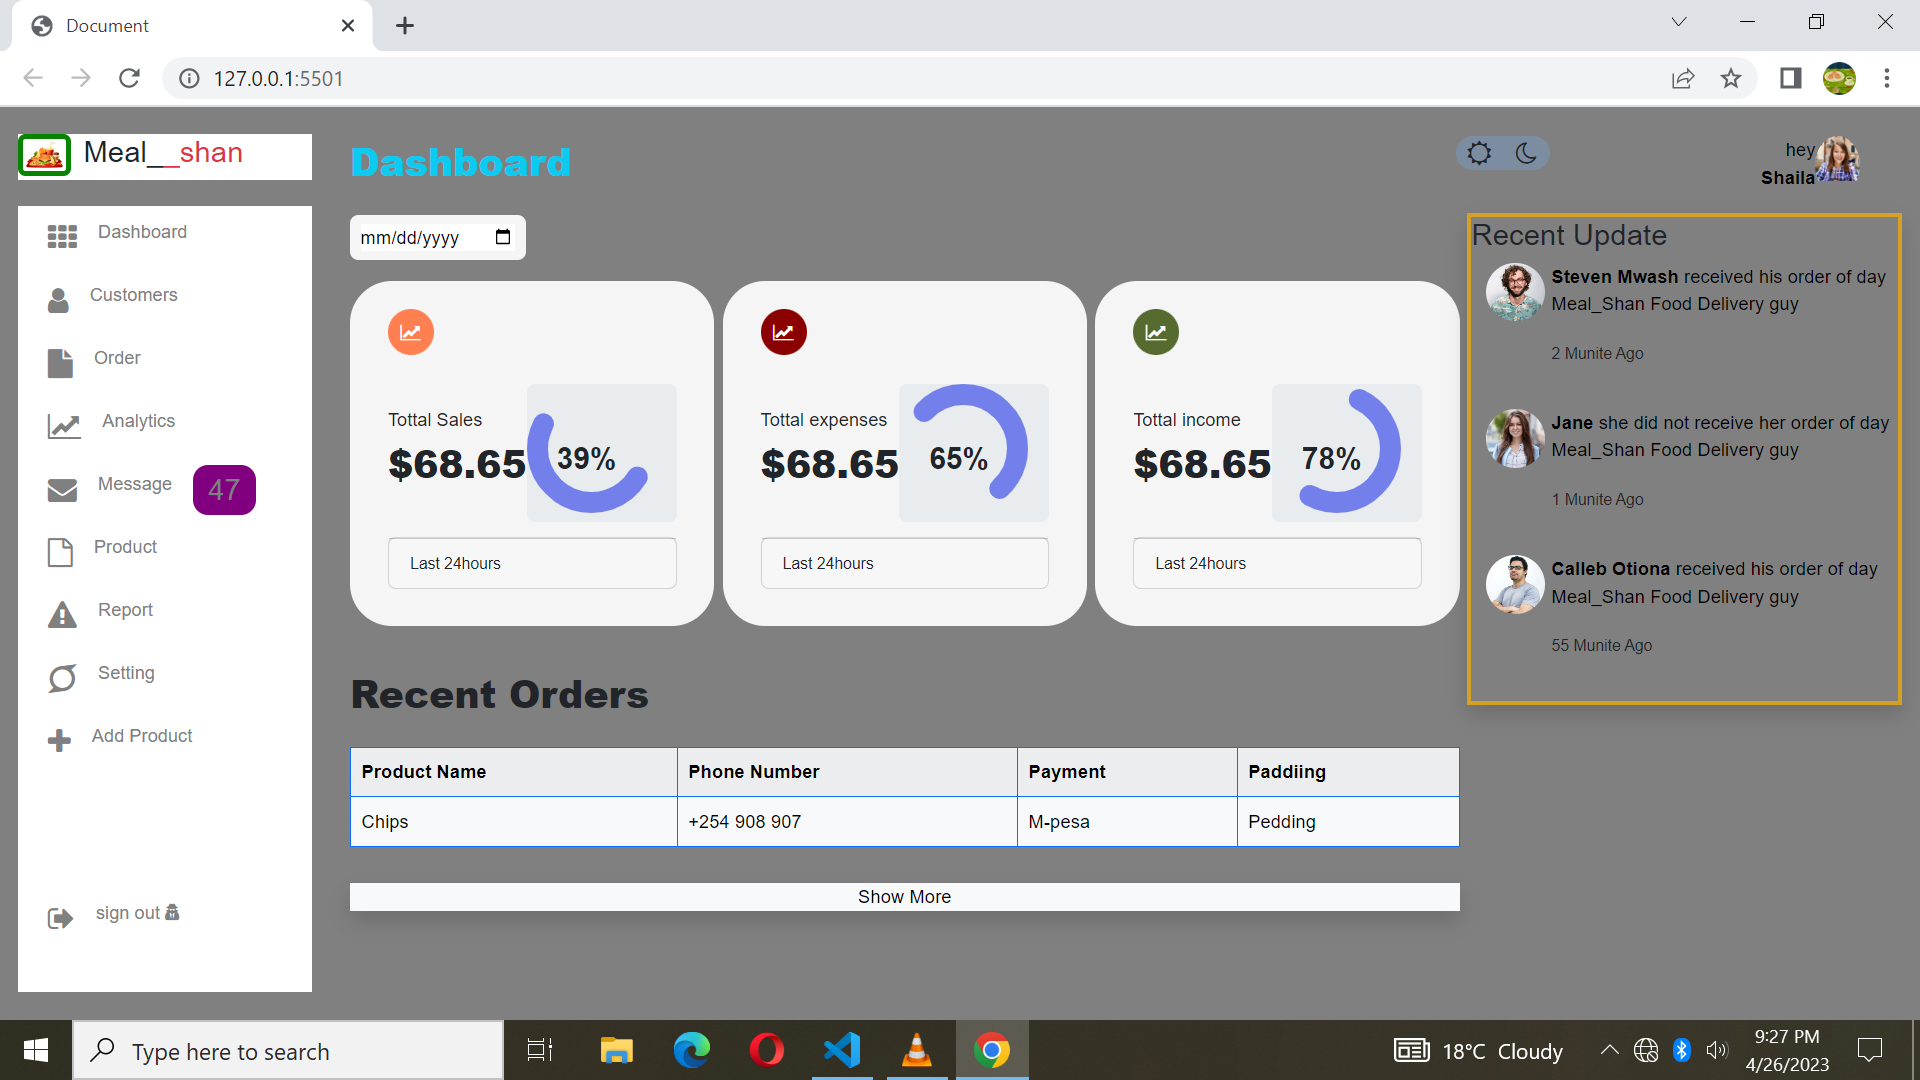 Document
127.0.0.1:5501
Meal__shan
Dashboard
hey
Shaila
Dashboard
Customers
Order
Analytics
Message 47
Product
Report
Setting
Add Product
sign out
mm/dd/yyyy
Tottal Sales
$68.65
39%
Last 24hours
Tottal expenses
$68.65
65%
Last 24hours
Tottal income
$68.65
78%
Last 24hours
Recent Update
Steven Mwash received his order of day
Meal_Shan Food Delivery guy
2 Munite Ago
Jane she did not receive her order of day
Meal_Shan Food Delivery guy
1 Munite Ago
Calleb Otiona received his order of day
Meal_Shan Food Delivery guy
55 Munite Ago
Recent Orders
Product Name Phone Number Payment Paddiing
Chips +254 908 907 M-pesa Pedding
Show More
Type here to search
18°C Cloudy
9:27 PM
4/26/2023